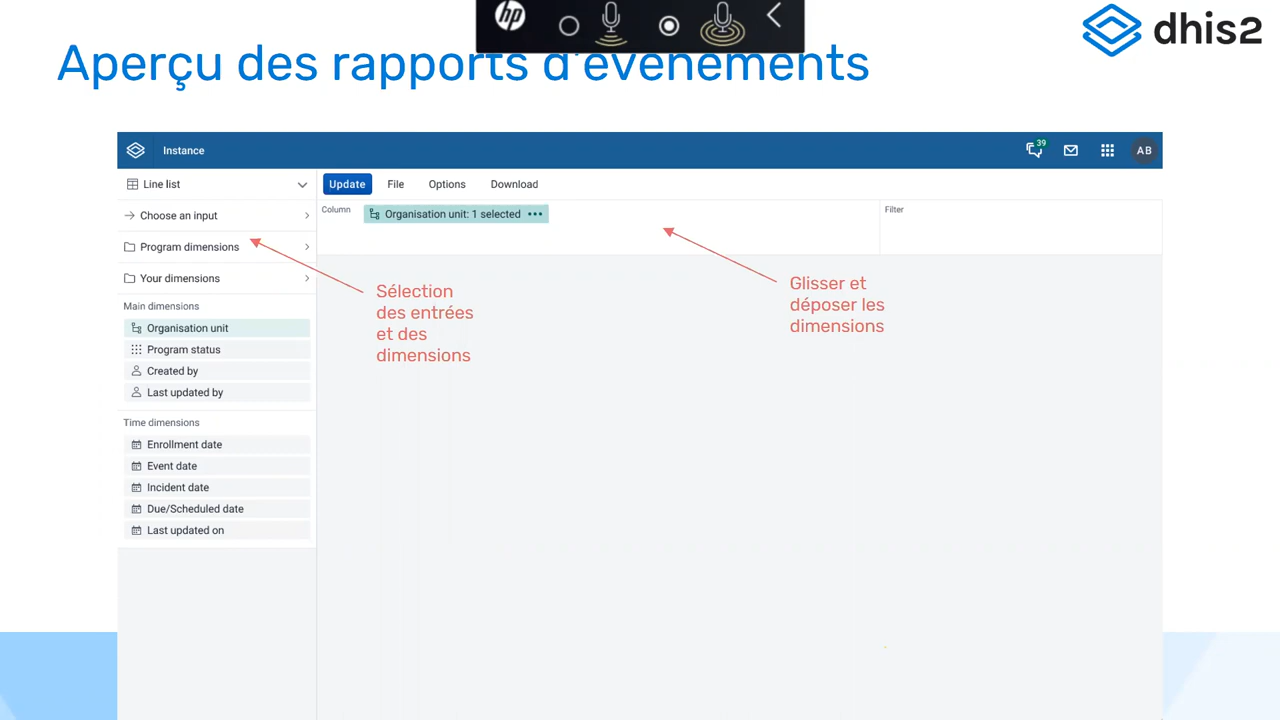 hp
dhis2
Aperçu des rapports d'événements
Instance
39
AB
Line list
Update
File
Options
Download
Choose an input
Column
Organisation unit: 1 selected
Filter
Program dimensions
Your dimensions
Sélection
des entrées
et des
dimensions
Glisser et
déposer les
dimensions
Main dimensions
Organisation unit
Program status
Created by
Last updated by
Time dimensions
Enrollment date
Event date
Incident date
Due/Scheduled date
Last updated on